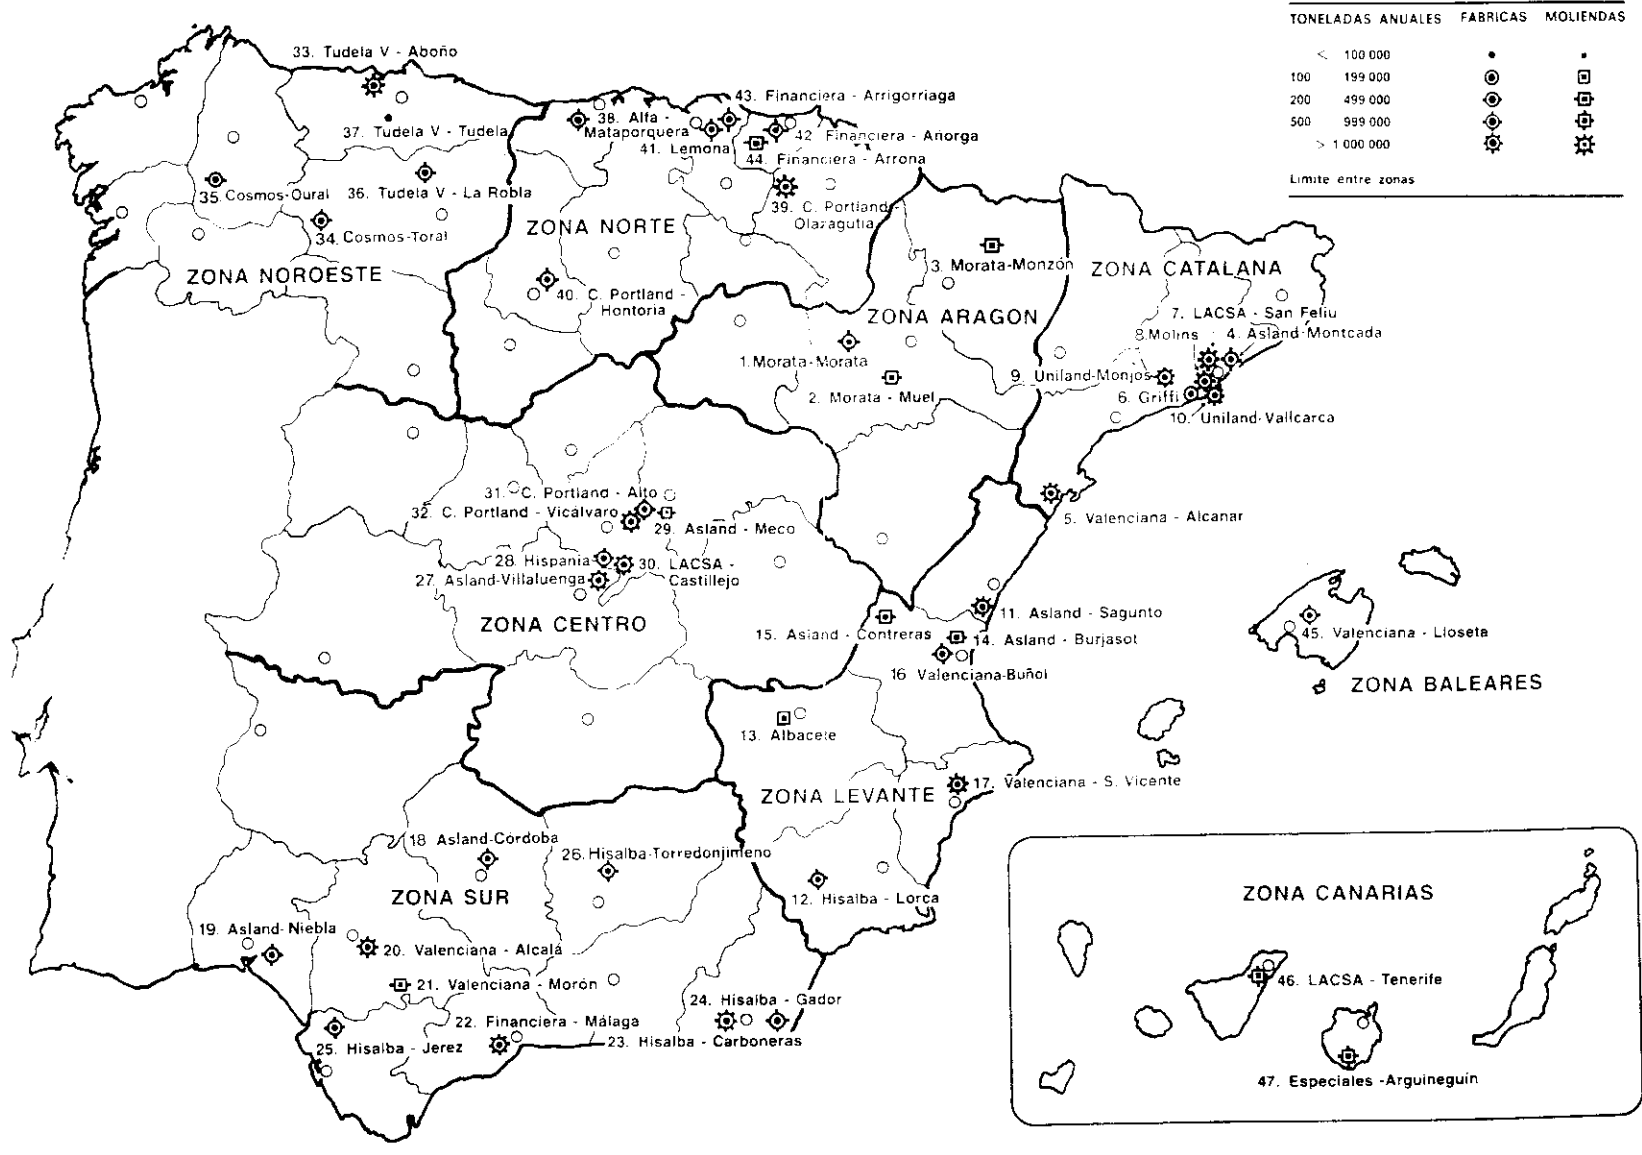 TONELADAS ANUALES FABRICAS MOLIENDAS
< 100 000
100 199 000
200 499 000
500 999 000
> 1 000 000
Limite entre zonas
33. Tudela V - Aboño
37. Tudela V - Tudela
35. Cosmos-Oural
36. Tudela V - La Robla
34. Cosmos-Toral
ZONA NOROESTE
43. Financiera - Arrigorriaga
38. Alfa -
Mataporquera
42 Financiera - Añorga
41. Lemona
44. Financiera - Arrona
39. C. Portland -
Olazagutia
ZONA NORTE
40. C. Portland -
Hontoria
3. Morata-Monzón
ZONA ARAGON
1. Morata-Morata
2. Morata - Muel
ZONA CATALANA
7. LACSA - San Feliu
8. Molins
4. Asland-Montcada
9. Uniland-Monjos
6. Griffi
10. Uniland-Vallcarca
5. Valenciana - Alcanar
31. C. Portland - Alto
32. C. Portland - Vicálvaro
29. Asland - Meco
28. Hispania
30. LACSA -
Castillejo
27. Asland-Villaluenga
ZONA CENTRO
11. Asland - Sagunto
15. Asland - Contreras
14. Asland - Burjasot
16 Valenciana-Buñol
45. Valenciana - Lloseta
ZONA BALEARES
13. Albacete
17. Valenciana - S. Vicente
ZONA LEVANTE
12. Hisalba - Lorca
18 Asland-Córdoba
26. Hisalba-Torredonjimeno
ZONA SUR
19. Asland-Niebla
20. Valenciana - Alcalá
21. Valenciana - Morón
24. Hisalba - Gador
22. Financiera - Málaga
25. Hisalba - Jerez
23. Hisalba - Carboneras
ZONA CANARIAS
46. LACSA - Tenerife
47. Especiales -Arguineguín